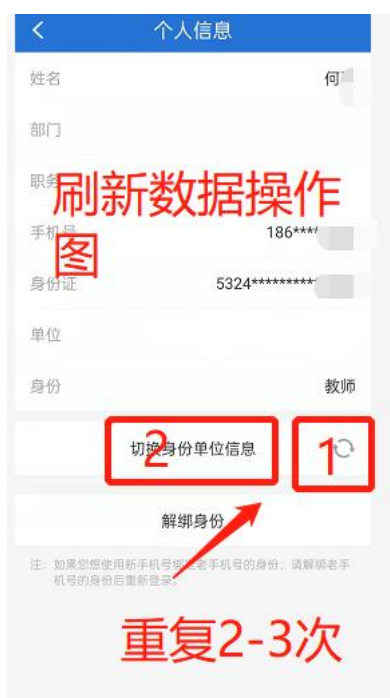 个人信息
姓名 何
部门
职务
刷新数据操作
图
手机号 186****
身份证 5324**********
单位
身份 教师
2 切换身份单位信息 1
解绑身份
注：如果您想使用新手机号绑定老手机号的身份，请解绑老手
机号的身份后重新登录。
重复2-3次